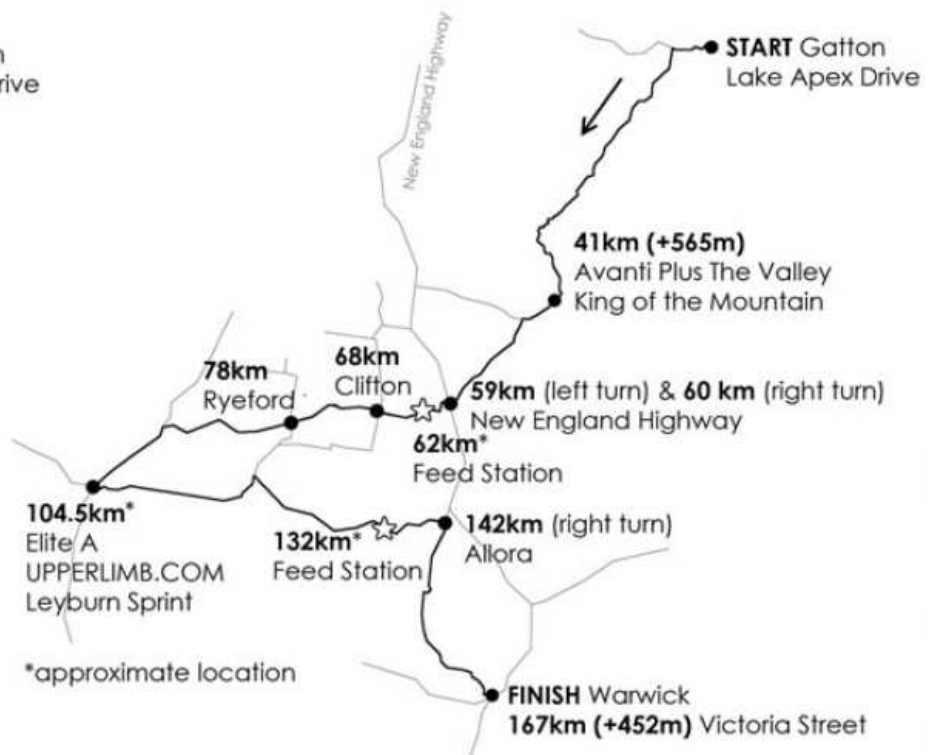 New England Highway
START Gatton
Lake Apex Drive
41km (+565m)
Avanti Plus The Valley
King of the Mountain
68km
Clifton
78km
Ryeford
59km (left turn) & 60 km (right turn)
New England Highway
62km*
Feed Station
104.5km*
Elite A
UPPERLIMB.COM
Leyburn Sprint
132km*
Feed Station
142km (right turn)
Allora
*approximate location
FINISH Warwick
167km (+452m) Victoria Street